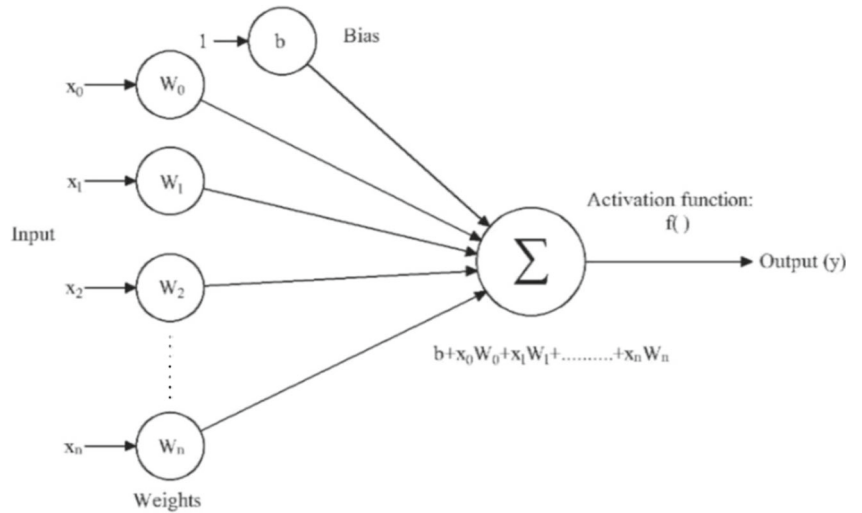 1
b
Bias
x₀
W₀
x₁
W₁
Input
x₂
W₂
xₙ
Wₙ
Weights
∑
Activation function:
f( )
Output (y)
b+x₀W₀+x₁W₁+..........+xₙWₙ